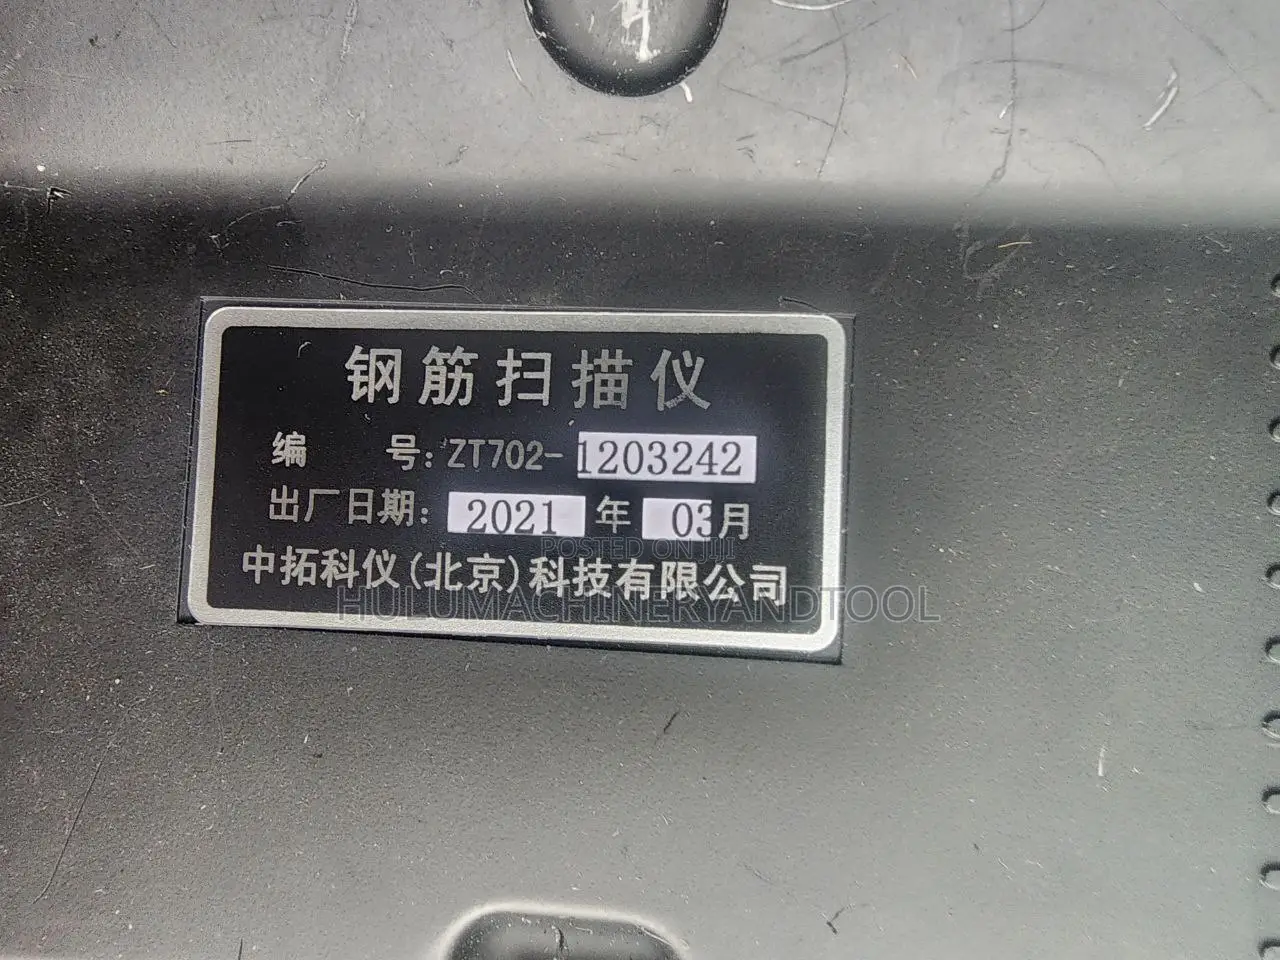 钢筋扫描仪
编 号: ZT702-1203242
出厂日期: 2021 年 03月
中拓科仪(北京)科技有限公司
POSTED ON JIJI
HULUMACHINERYANDTOOL